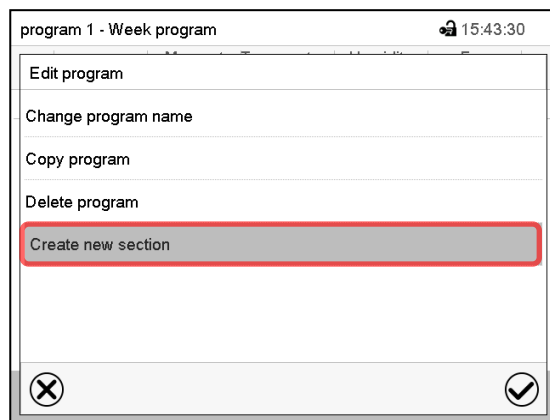 program 1 - Week program 15:43:30
Edit program
Change program name
Copy program
Delete program
Create new section